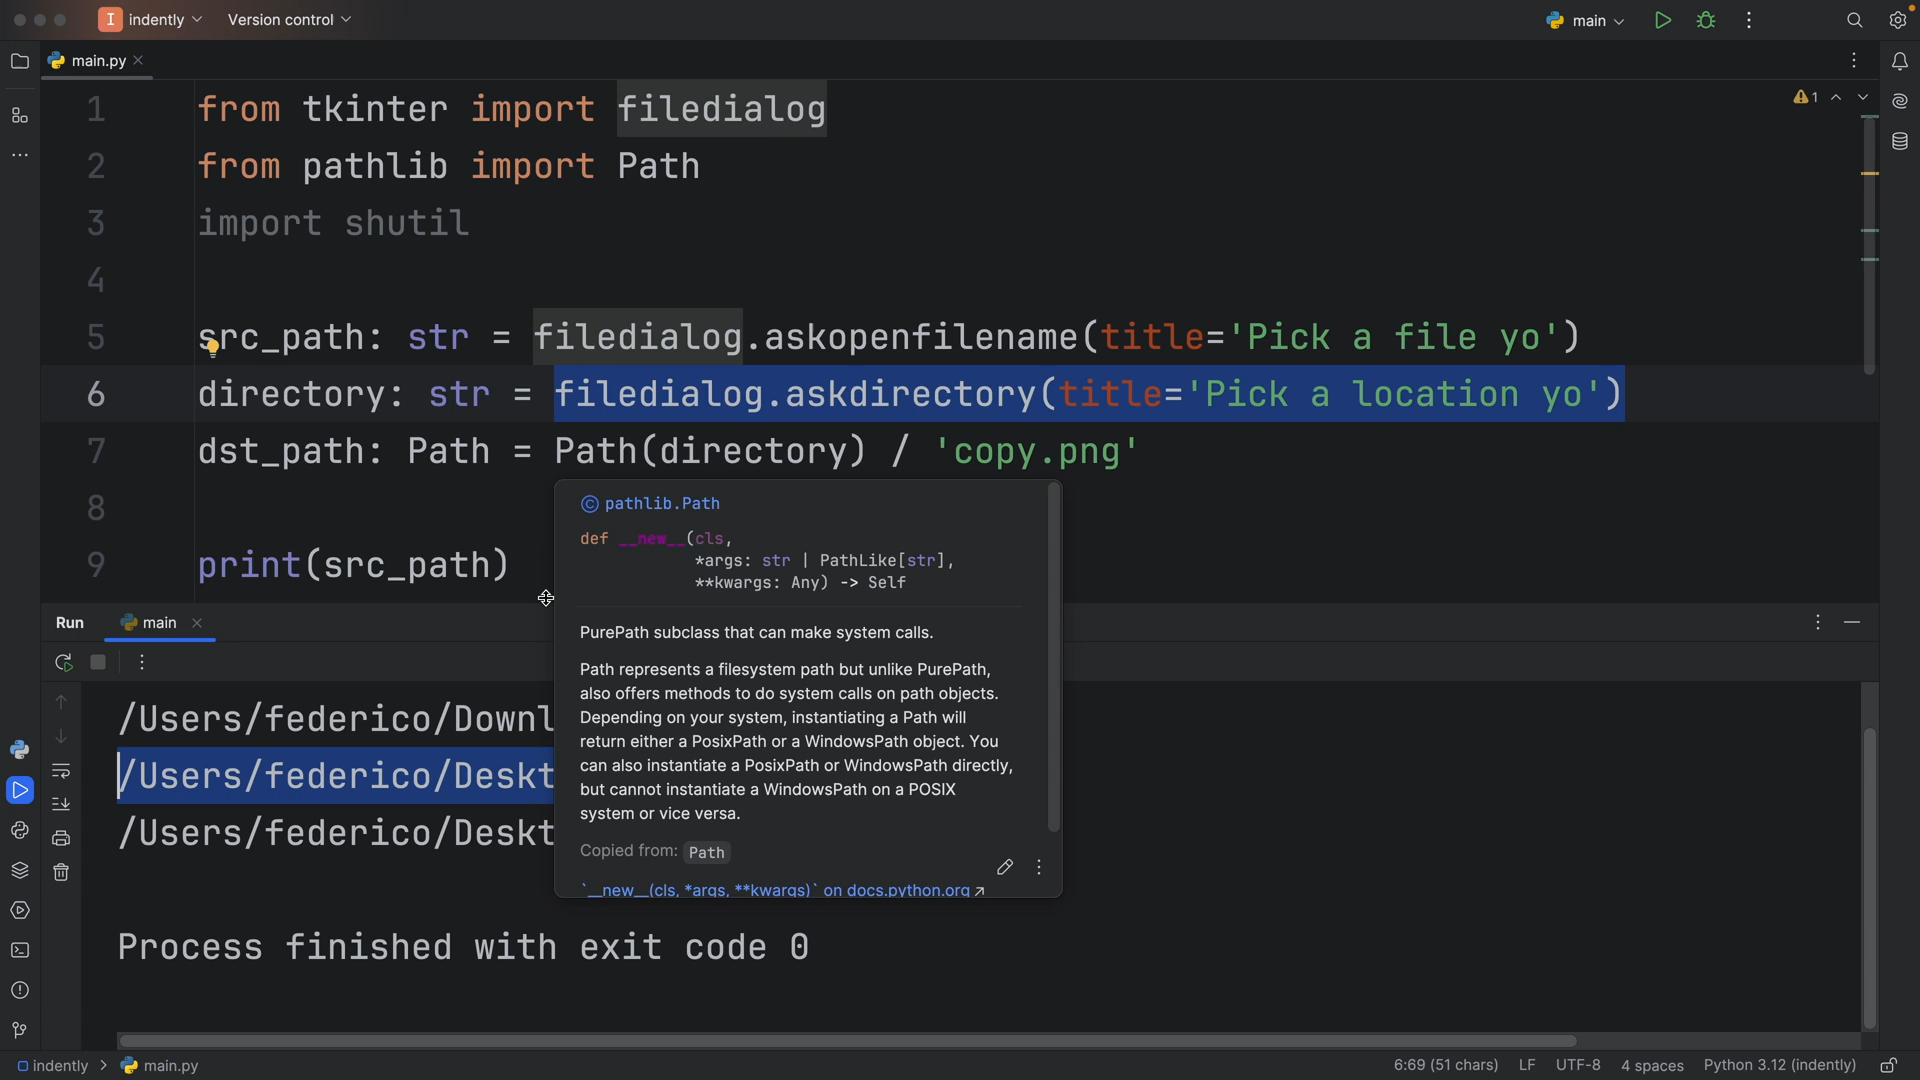 I indently Version control main
main.py
1 from tkinter import filedialog
1
2 from pathlib import Path
3 import shutil
4
5 src_path: str = filedialog.askopenfilename(title='Pick a file yo')
6 directory: str = filedialog.askdirectory(title='Pick a location yo')
7 dst_path: Path = Path(directory) / 'copy.png'
8
9 print(src_path)
pathlib.Path
def __new__(cls,
*args: str | PathLike[str],
**kwargs: Any) -> Self
PurePath subclass that can make system calls.
Path represents a filesystem path but unlike PurePath,
also offers methods to do system calls on path objects.
Depending on your system, instantiating a Path will
return either a PosixPath or a WindowsPath object. You
can also instantiate a PosixPath or WindowsPath directly,
but cannot instantiate a WindowsPath on a POSIX
system or vice versa.
Copied from: Path
`__new__(cls, *args, **kwargs)` on docs.python.org ↗
Run main
/Users/federico/Downl
/Users/federico/Deskt
/Users/federico/Deskt
Process finished with exit code 0
indently > main.py 6:69 (51 chars) LF UTF-8 4 spaces Python 3.12 (indently)